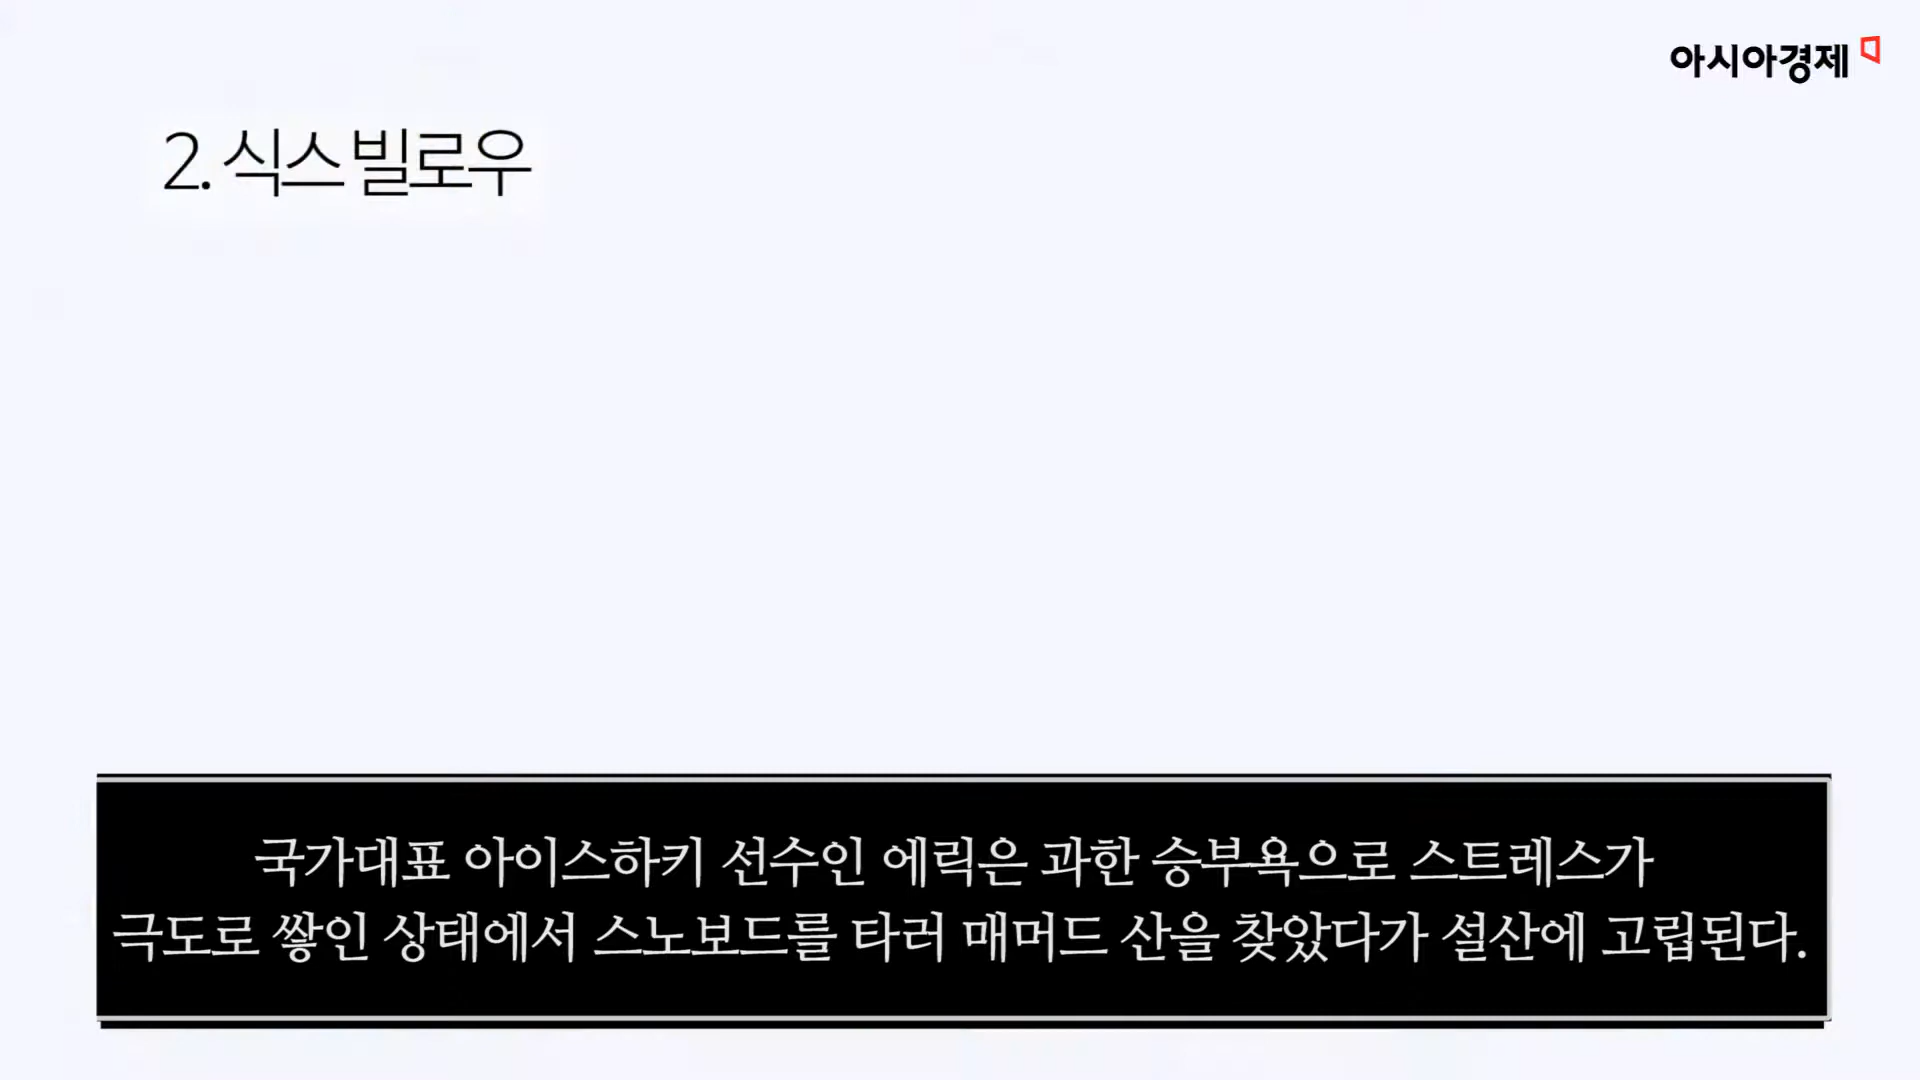 아시아경제
2. 식스 빌로우
국가대표 아이스하키 선수인 에릭은 과한 승부욕으로 스트레스가
극도로 쌓인 상태에서 스노보드를 타러 매머드 산을 찾았다가 설산에 고립된다.